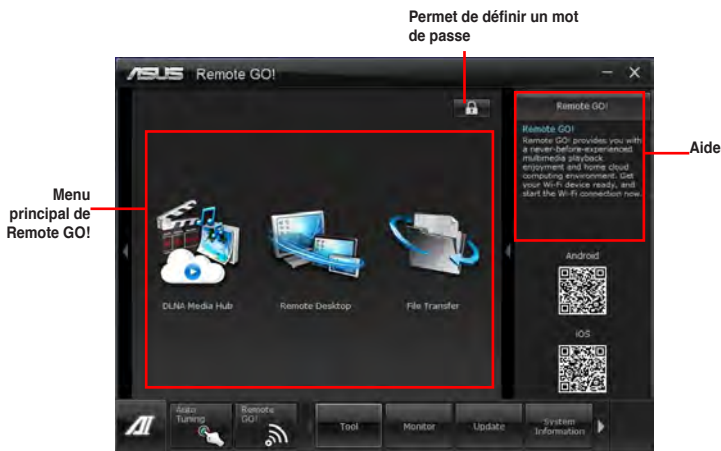 Permet de définir un mot
de passe
ASUS Remote GO!
Remote GO!
Remote GO!
Remote GO! provides you with
a never-before-experienced
multimedia playback
enjoyment and home cloud
computing environment. Get
your Wi-Fi device ready, and
start the Wi-Fi connection now.
Aide
Menu
principal de
Remote GO!
DLNA Media Hub
Remote Desktop
File Transfer
Android
iOS
AI
Auto
Tuning
Remote
GO!
Tool
Monitor
Update
System
Information